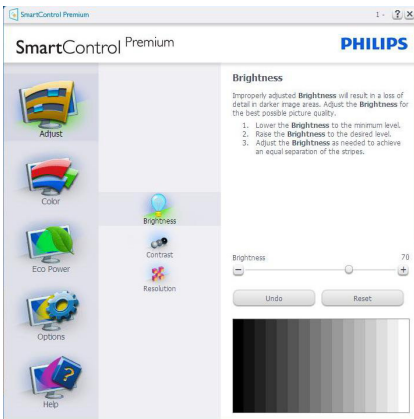 SmartControl Premium
? X
SmartControl Premium
PHILIPS
Adjust
Color
Eco Power
Options
Help
Brightness
Contrast
Resolution
Brightness
Improperly adjusted Brightness will result in a loss of
detail in darker image areas. Adjust the Brightness for
the best possible picture quality.
1. Lower the Brightness to the minimum level.
2. Raise the Brightness to the desired level.
3. Adjust the Brightness as needed to achieve
an equal separation of the stripes.
Brightness 70
− +
Undo Reset